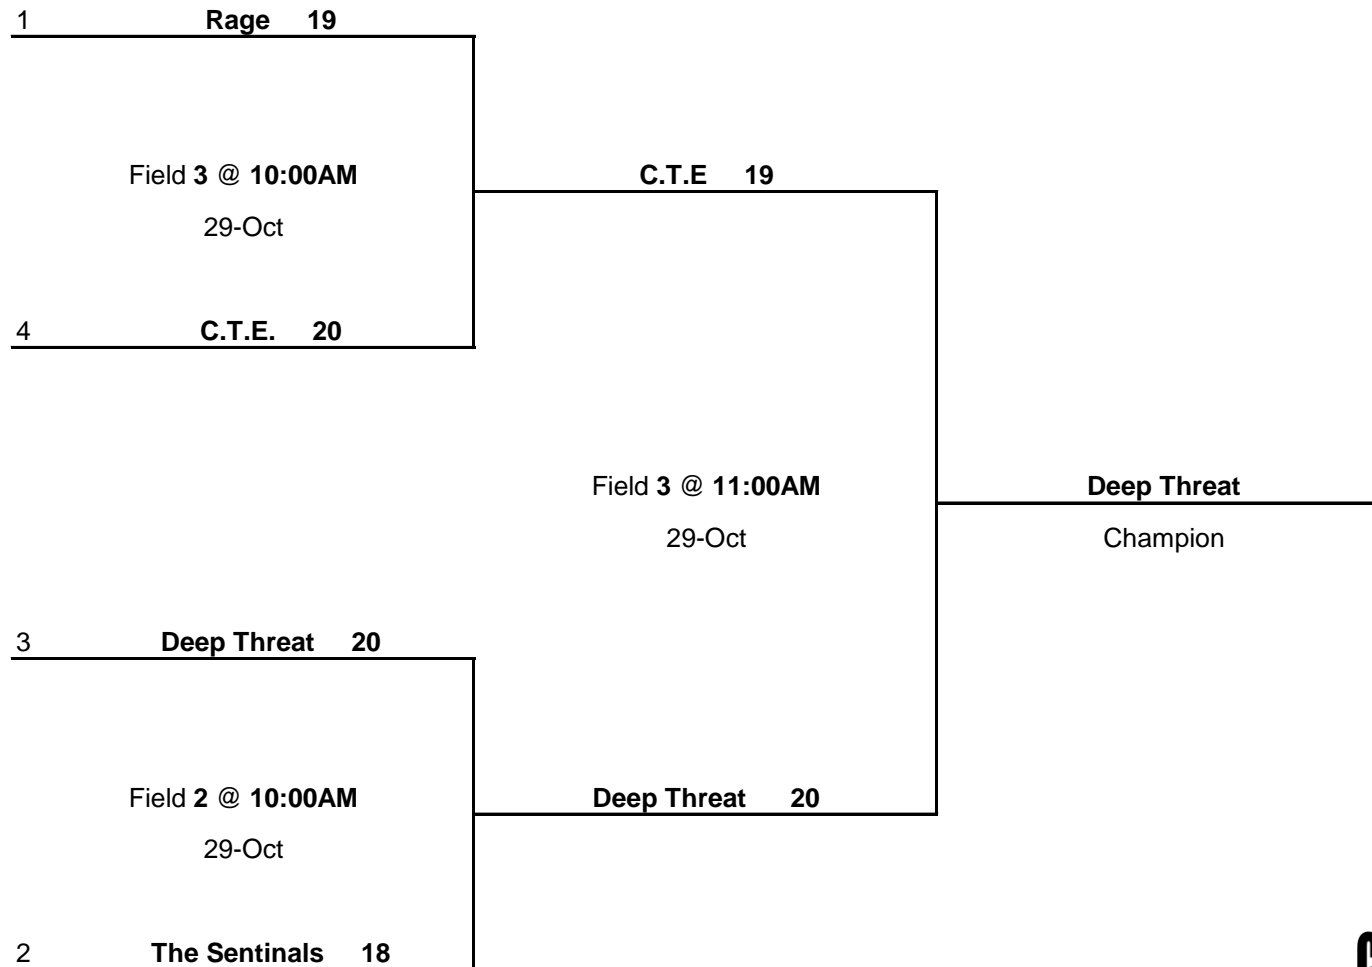 1 Rage 19
Field 3 @ 10:00AM
29-Oct
C.T.E 19
4 C.T.E. 20
Field 3 @ 11:00AM
29-Oct
Deep Threat
Champion
3 Deep Threat 20
Field 2 @ 10:00AM
29-Oct
Deep Threat 20
2 The Sentinals 18